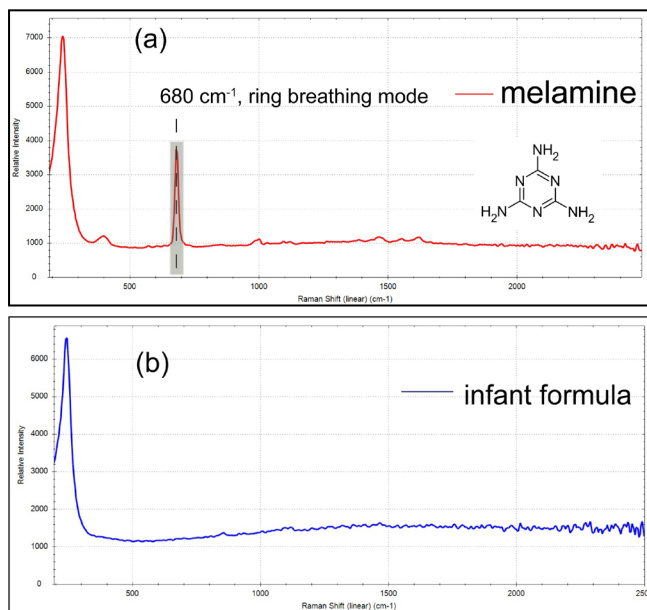 (a)
680 cm⁻¹, ring breathing mode
melamine
NH₂
N
N
N
H₂N
NH₂
Relative Intensity
7000
6000
5000
4000
3000
2000
1000
0
500
1000
1500
2000
Raman Shift (linear) (cm-1)
(b)
infant formula
Relative Intensity
6000
5000
4000
3000
2000
1000
0
500
1000
1500
2000
250
Raman Shift (linear) (cm-1)